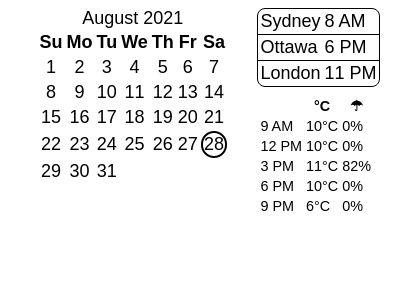 August 2021
Su Mo Tu We Th Fr Sa
1 2 3 4 5 6 7
8 9 10 11 12 13 14
15 16 17 18 19 20 21
22 23 24 25 26 27 28
29 30 31
Sydney 8 AM
Ottawa 6 PM
London 11 PM
°C ☂
9 AM 10°C 0%
12 PM 10°C 0%
3 PM 11°C 82%
6 PM 10°C 0%
9 PM 6°C 0%